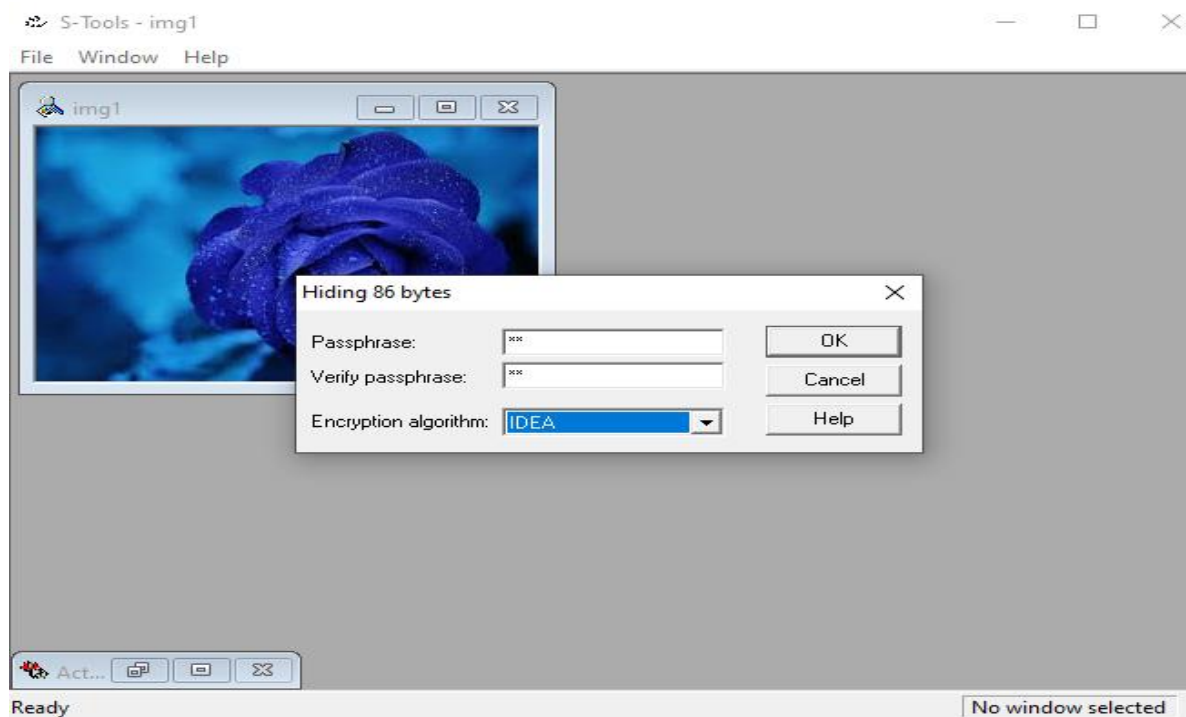 S-Tools - img1
File Window Help
img1
Hiding 86 bytes
Passphrase: **
Verify passphrase: **
Encryption algorithm: IDEA
OK
Cancel
Help
Act...
Ready
No window selected